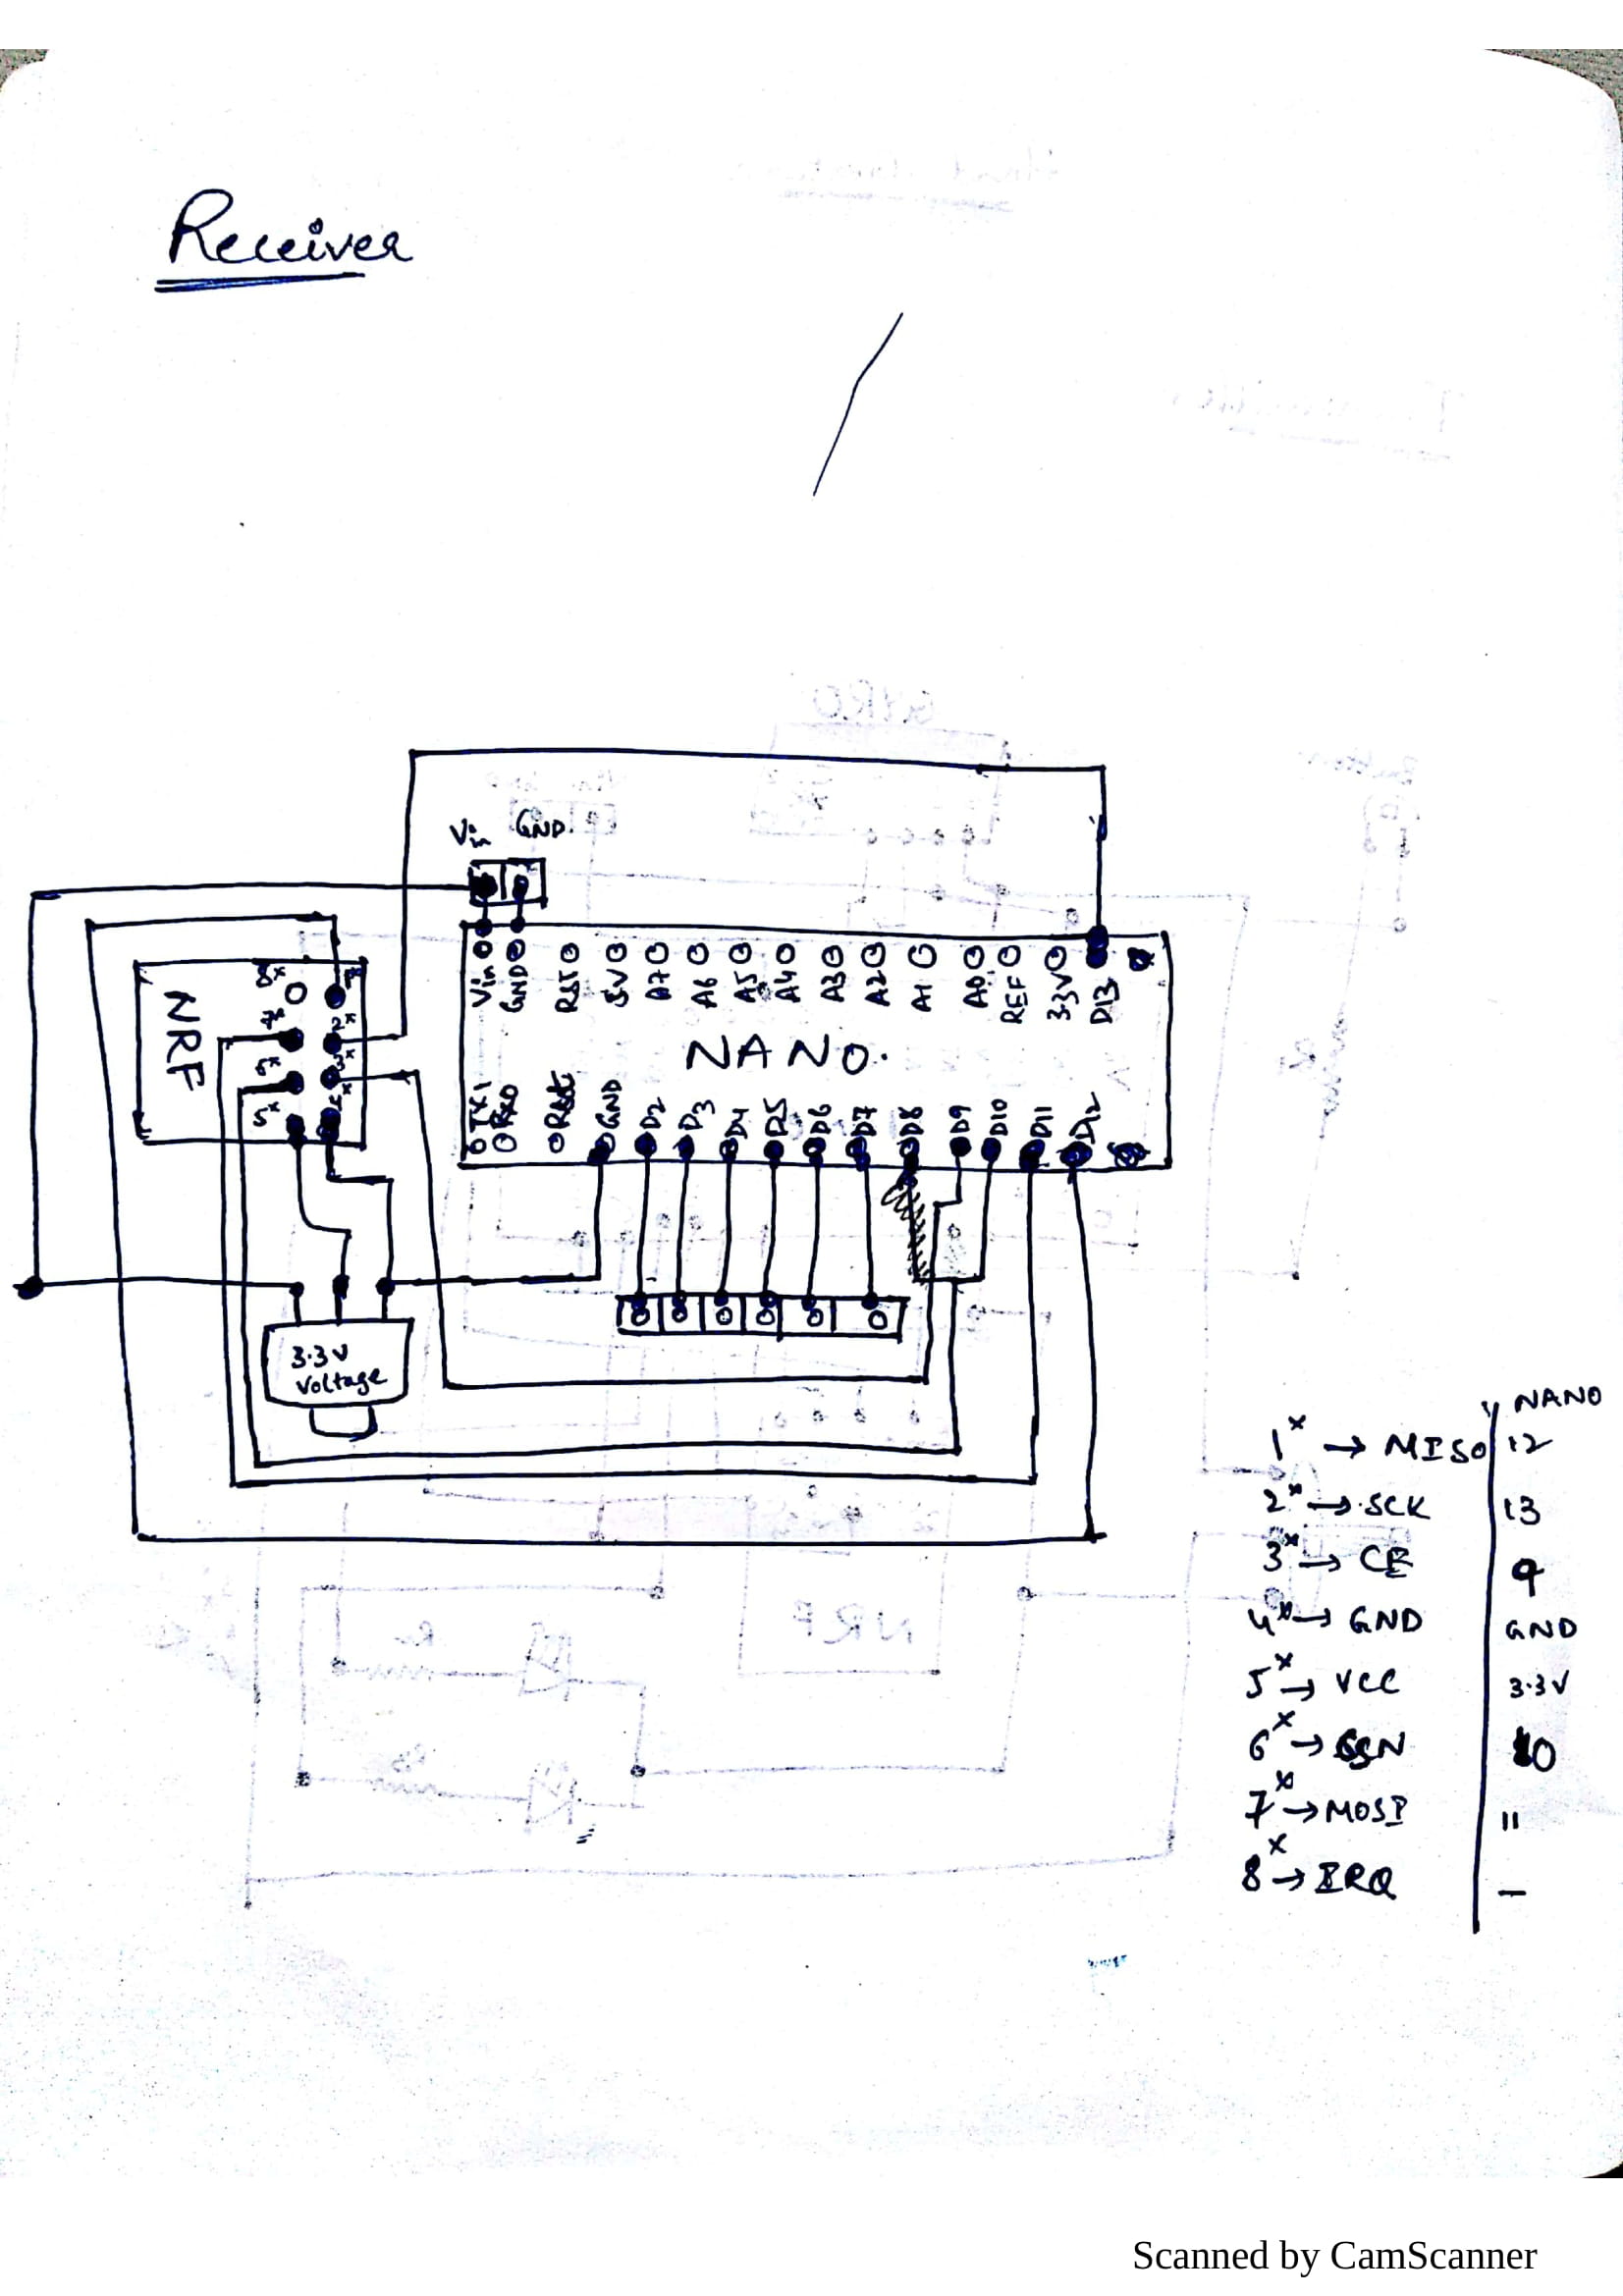 Receiver
Vin GND.
Vin GND RST 5V A7 A6 A5 A4 A3 A2 A1 A0 REF 3.3V D13
NANO.
TX1 RX0 RST GND D2 D3 D4 D5 D6 D7 D8 D9 D10 D11 D12
NRF
8x
7x 2x
6x 3x
5x 4x
3.3V
Voltage
NANO
1x → MISO 12
2x → SCK 13
3x → CE 9
4x → GND GND
5x → VCC 3.3V
6x → CSN 10
7x → MOSI 11
8x → IRQ –
Scanned by CamScanner